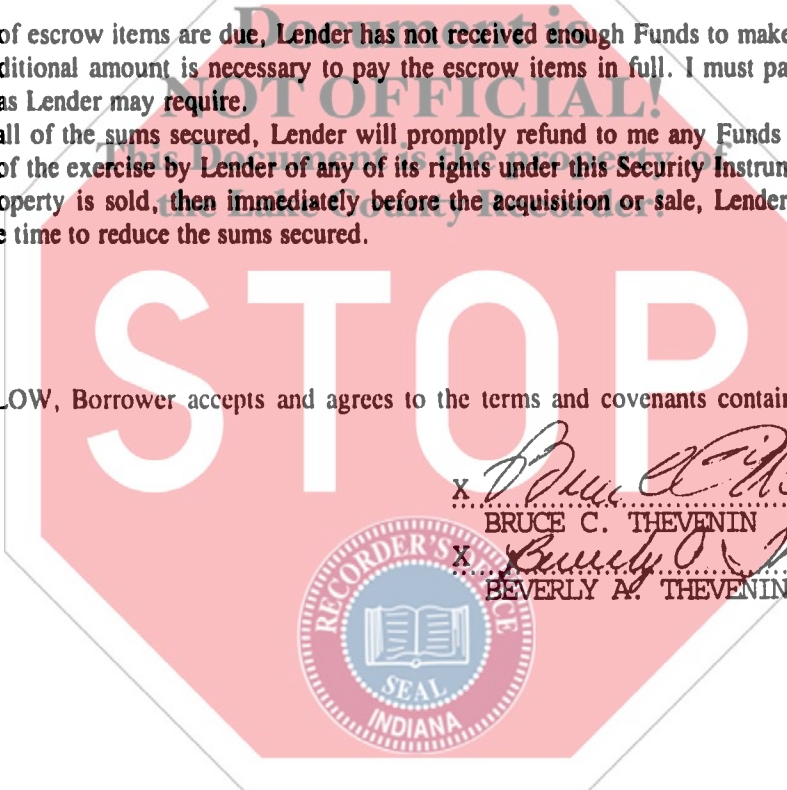 Document is
of escrow items are due, Lender has not received enough Funds to make
ditional amount is necessary to pay the escrow items in full. I must pa
NOT OFFICIAL!
as Lender may require.
all of the sums secured, Lender will promptly refund to me any Funds
This Document is the property of
of the exercise by Lender of any of its rights under this Security Instrum
the Lake County Recorder!
operty is sold, then immediately before the acquisition or sale, Lender
e time to reduce the sums secured.
STOP
LOW, Borrower accepts and agrees to the terms and covenants contain
X
BRUCE C. THEVENIN
X Beverly A.
BEVERLY A. THEVENIN
RECORDER'S OFFICE
SEAL
INDIANA